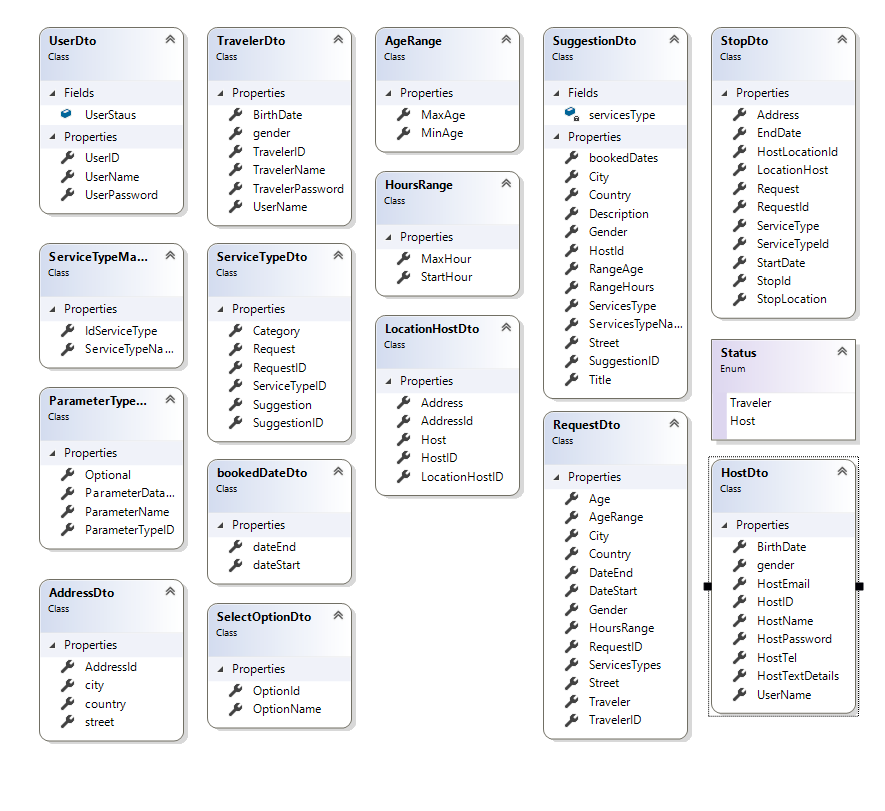 UserDto
Class
Fields
UserStaus
Properties
UserID
UserName
UserPassword
ServiceTypeMa...
Class
Properties
IdServiceType
ServiceTypeNa...
ParameterType...
Class
Properties
Optional
ParameterData...
ParameterName
ParameterTypeID
AddressDto
Class
Properties
AddressId
city
country
street
TravelerDto
Class
Properties
BirthDate
gender
TravelerID
TravelerName
TravelerPassword
UserName
ServiceTypeDto
Class
Properties
Category
Request
RequestID
ServiceTypeID
Suggestion
SuggestionID
bookedDateDto
Class
Properties
dateEnd
dateStart
SelectOptionDto
Class
Properties
OptionId
OptionName
AgeRange
Class
Properties
MaxAge
MinAge
HoursRange
Class
Properties
MaxHour
StartHour
LocationHostDto
Class
Properties
Address
AddressId
Host
HostID
LocationHostID
SuggestionDto
Class
Fields
servicesType
Properties
bookedDates
City
Country
Description
Gender
HostId
RangeAge
RangeHours
ServicesType
ServicesTypeNa...
Street
SuggestionID
Title
RequestDto
Class
Properties
Age
AgeRange
City
Country
DateEnd
DateStart
Gender
HoursRange
RequestID
ServicesTypes
Street
Traveler
TravelerID
StopDto
Class
Properties
Address
EndDate
HostLocationId
LocationHost
Request
RequestId
ServiceType
ServiceTypeId
StartDate
StopId
StopLocation
Status
Enum
Traveler
Host
HostDto
Class
Properties
BirthDate
gender
HostEmail
HostID
HostName
HostPassword
HostTel
HostTextDetails
UserName